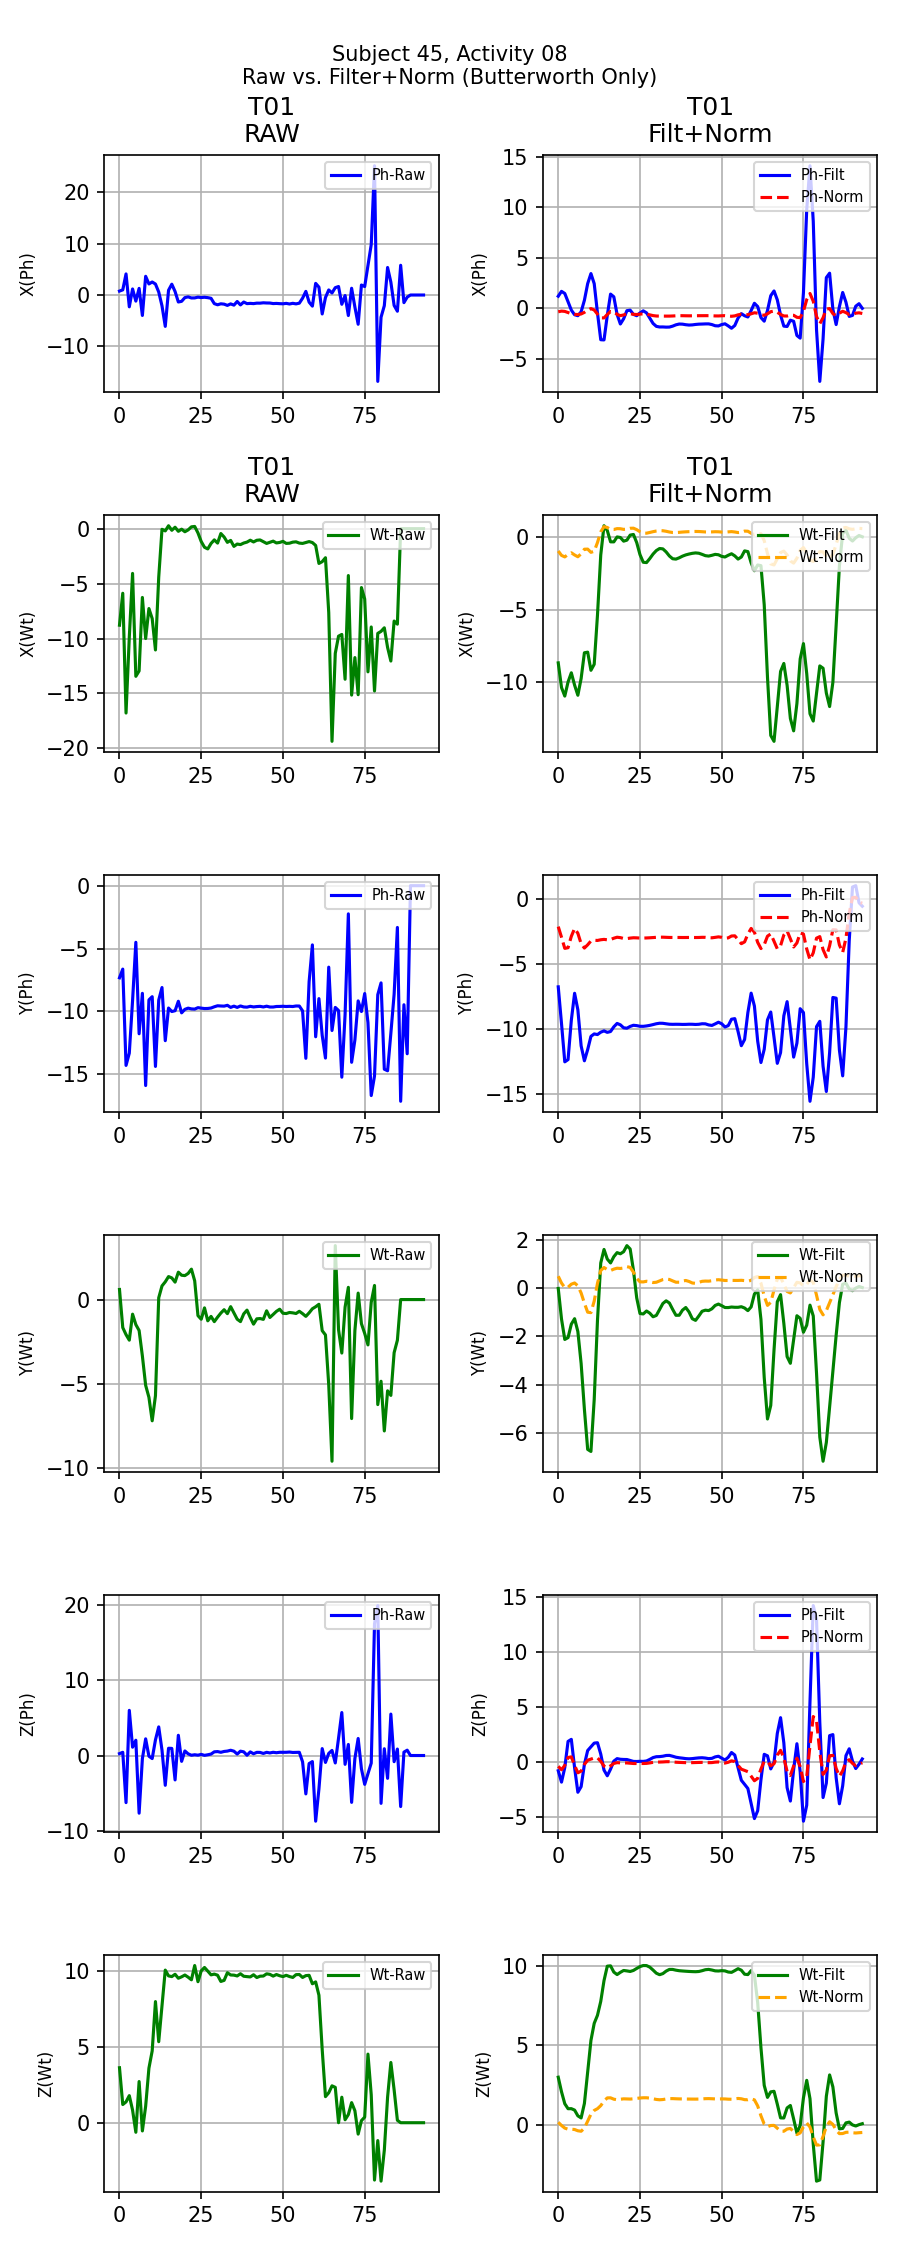 Subject 45, Activity 08
Raw vs. Filter+Norm (Butterworth Only)
T01
RAW
Ph-Raw
X(Ph)
20
10
0
−10
0 25 50 75
T01
Filt+Norm
Ph-Filt
Ph-Norm
X(Ph)
15
10
5
0
−5
0 25 50 75
T01
RAW
Wt-Raw
X(Wt)
0
−5
−10
−15
−20
0 25 50 75
T01
Filt+Norm
Wt-Filt
Wt-Norm
X(Wt)
0
−5
−10
0 25 50 75
Ph-Raw
Y(Ph)
0
−5
−10
−15
0 25 50 75
Ph-Filt
Ph-Norm
Y(Ph)
0
−5
−10
−15
0 25 50 75
Wt-Raw
Y(Wt)
0
−5
−10
0 25 50 75
Wt-Filt
Wt-Norm
Y(Wt)
2
0
−2
−4
−6
0 25 50 75
Ph-Raw
Z(Ph)
20
10
0
−10
0 25 50 75
Ph-Filt
Ph-Norm
Z(Ph)
15
10
5
0
−5
0 25 50 75
Wt-Raw
Z(Wt)
10
5
0
0 25 50 75
Wt-Filt
Wt-Norm
Z(Wt)
10
5
0
0 25 50 75